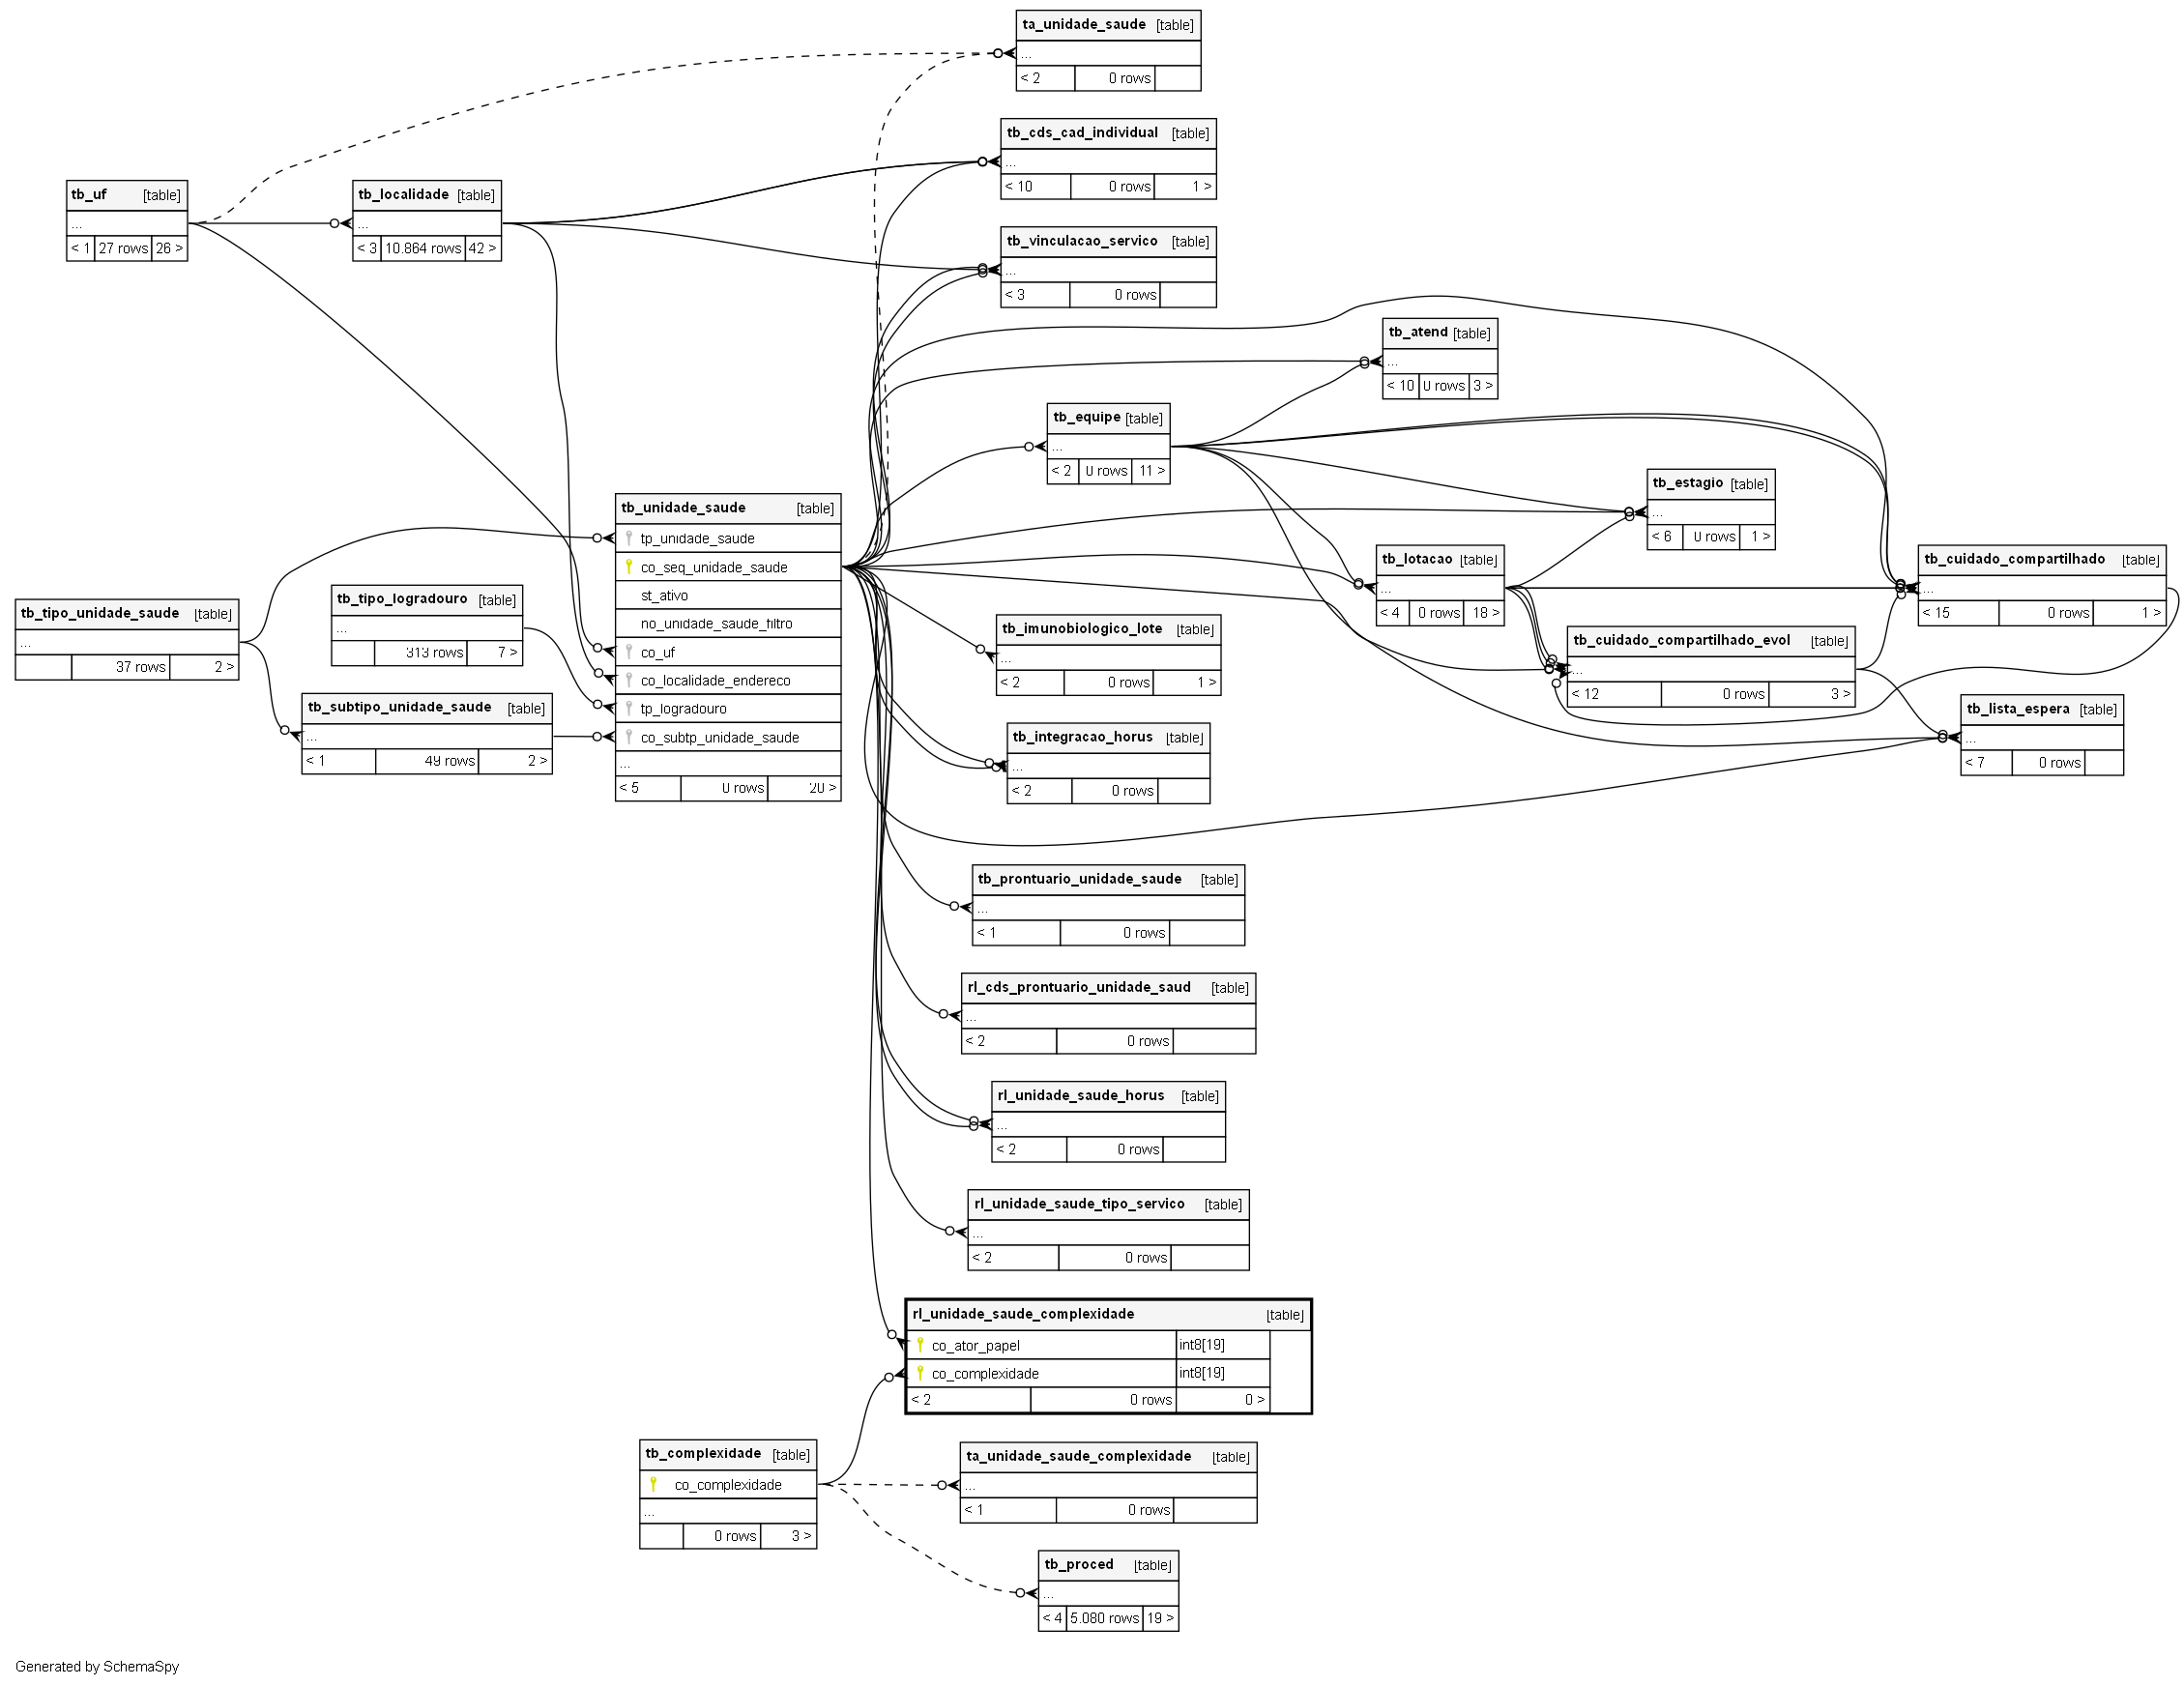 ta_unidade_saude [table]
...
< 2 0 rows
tb_cds_cad_individual [table]
...
< 10 0 rows 1 >
tb_uf [table]
...
< 1 27 rows 26 >
tb_localidade [table]
...
< 3 10.864 rows 42 >
tb_vinculacao_servico [table]
...
< 3 0 rows
tb_atend [table]
...
< 10 0 rows 3 >
tb_equipe [table]
...
< 2 0 rows 11 >
tb_estagio [table]
...
< 6 0 rows 1 >
tb_unidade_saude [table]
tp_unidade_saude
co_seq_unidade_saude
st_ativo
no_unidade_saude_filtro
co_uf
co_localidade_endereco
tp_logradouro
co_subtp_unidade_saude
...
< 5 0 rows 20 >
tb_lotacao [table]
...
< 4 0 rows 18 >
tb_cuidado_compartilhado [table]
...
< 15 0 rows 1 >
tb_tipo_unidade_saude [table]
...
37 rows 2 >
tb_tipo_logradouro [table]
...
313 rows 7 >
tb_imunobiologico_lote [table]
...
< 2 0 rows 1 >
tb_cuidado_compartilhado_evol [table]
...
< 12 0 rows 3 >
tb_subtipo_unidade_saude [table]
...
< 1 49 rows 2 >
tb_lista_espera [table]
...
< 7 0 rows
tb_integracao_horus [table]
...
< 2 0 rows
tb_prontuario_unidade_saude [table]
...
< 1 0 rows
rl_cds_prontuario_unidade_saud [table]
...
< 2 0 rows
rl_unidade_saude_horus [table]
...
< 2 0 rows
rl_unidade_saude_tipo_servico [table]
...
< 2 0 rows
rl_unidade_saude_complexidade [table]
co_ator_papel int8[19]
co_complexidade int8[19]
< 2 0 rows 0 >
tb_complexidade [table]
co_complexidade
...
0 rows 3 >
ta_unidade_saude_complexidade [table]
...
< 1 0 rows
tb_proced [table]
...
< 4 5.080 rows 19 >
Generated by SchemaSpy